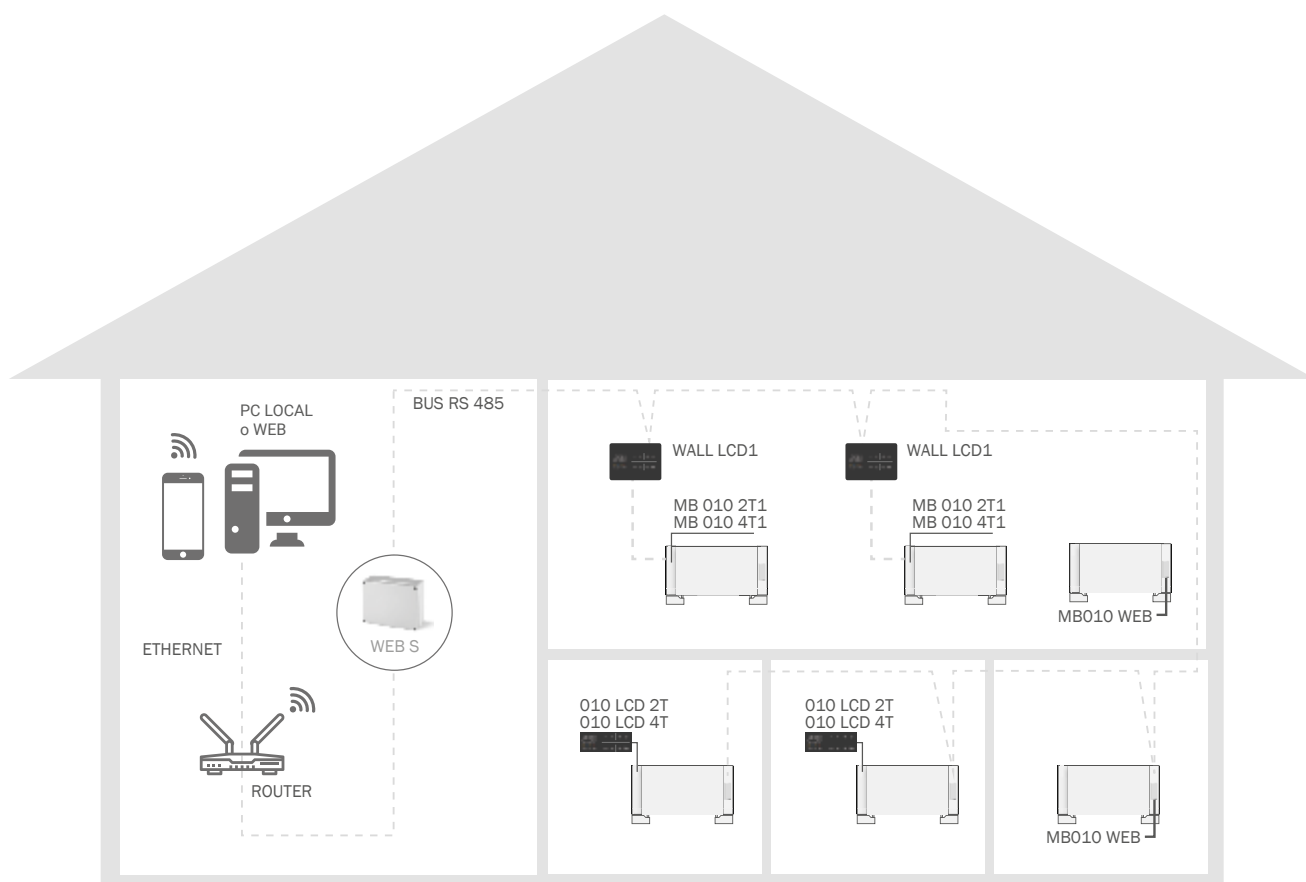 BUS RS 485
PC LOCAL
o WEB
WALL LCD1
WALL LCD1
MB 010 2T1
MB 010 4T1
MB 010 2T1
MB 010 4T1
MB010 WEB
WEB S
ETHERNET
ROUTER
010 LCD 2T
010 LCD 4T
010 LCD 2T
010 LCD 4T
MB010 WEB